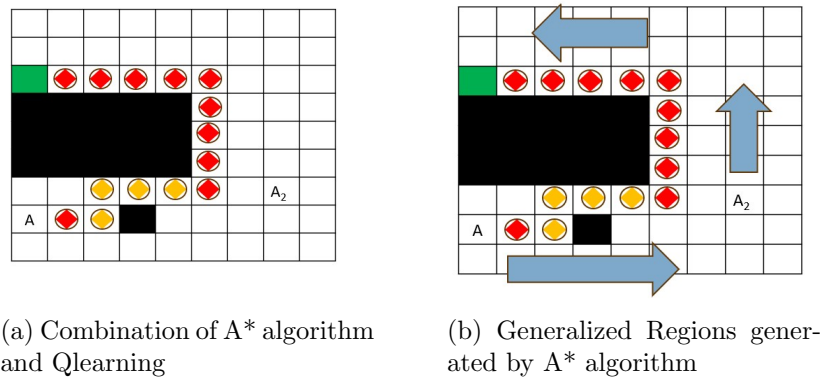 A₂
A
A₂
A
(a) Combination of A* algorithm
and Qlearning
(b) Generalized Regions gener-
ated by A* algorithm